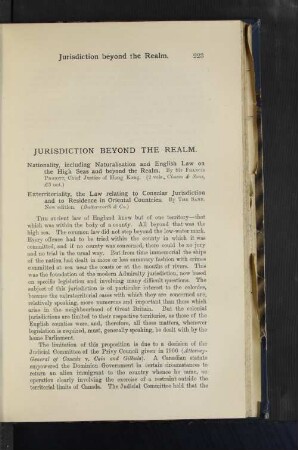 Jurisdiction beyond the Realm. 223
JURISDICTION BEYOND THE REALM.
Nationality, including Naturalization and English Law on
the High Seas and beyond the Realm. By Sir Francis
Piggott, Chief Justice of Hong Kong. (2 vols., Clowes & Sons,
Exterritoriality, the Law relating to Consular Jurisdiction
and to Residence in Oriental Countries. By The Same.
New edition. (Butterworth & Co.)
The ancient law of England knew but of one territory—that
which was within the body of a county. All beyond that was the
high sea. The common law did not step beyond the low-water mark.
Every offence had to be tried within the county in which it was
committed, and if no county was concerned, there could be no jury
and no trial in the usual way. But from time immemorial the ships
of the nation had dealt in more or less summary fashion with crimes
committed at sea near the coasts or at the mouths of rivers. This
was the foundation of the modern Admiralty jurisdiction, now based
on specific legislation and involving many difficult questions. The
subject of this jurisdiction is of particular interest to the colonies,
because the extraterritorial cases with which they are concerned are,
relatively speaking, more numerous and important than those which
arise in the neighbourhood of Great Britain. But the colonial
jurisdictions are limited to their respective territories, as those of the
English counties were, and, therefore, all these matters, whenever
legislation is required, must, generally speaking, be dealt with by the
home Parliament.
The limitation of this proposition is due to a decision of the
Judicial Committee of the Privy Council given in 1906 (Attorney-
General of Canada v. Cain and Gilhula). A Canadian statute
empowered the Dominion Government in certain circumstances to
return an alien immigrant to the country whence he came, an
operation clearly involving the exercise of a restraint outside the
territorial limits of Canada. The Judicial Committee held that the